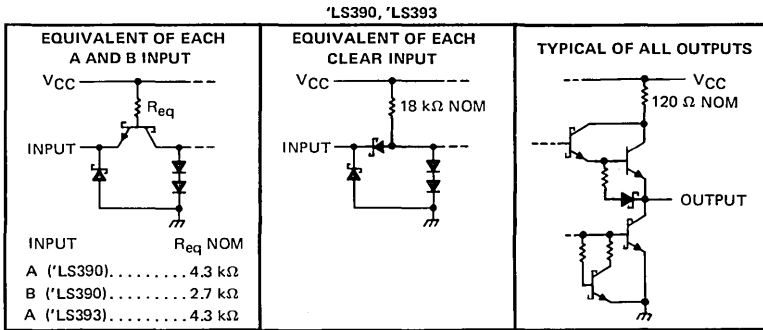 'LS390, 'LS393
EQUIVALENT OF EACH
A AND B INPUT
VCC
Req
INPUT
INPUT Req NOM
A ('LS390)......... 4.3 kΩ
B ('LS390)......... 2.7 kΩ
A ('LS393)......... 4.3 kΩ
EQUIVALENT OF EACH
CLEAR INPUT
VCC
18 kΩ NOM
INPUT
TYPICAL OF ALL OUTPUTS
VCC
120 Ω NOM
OUTPUT